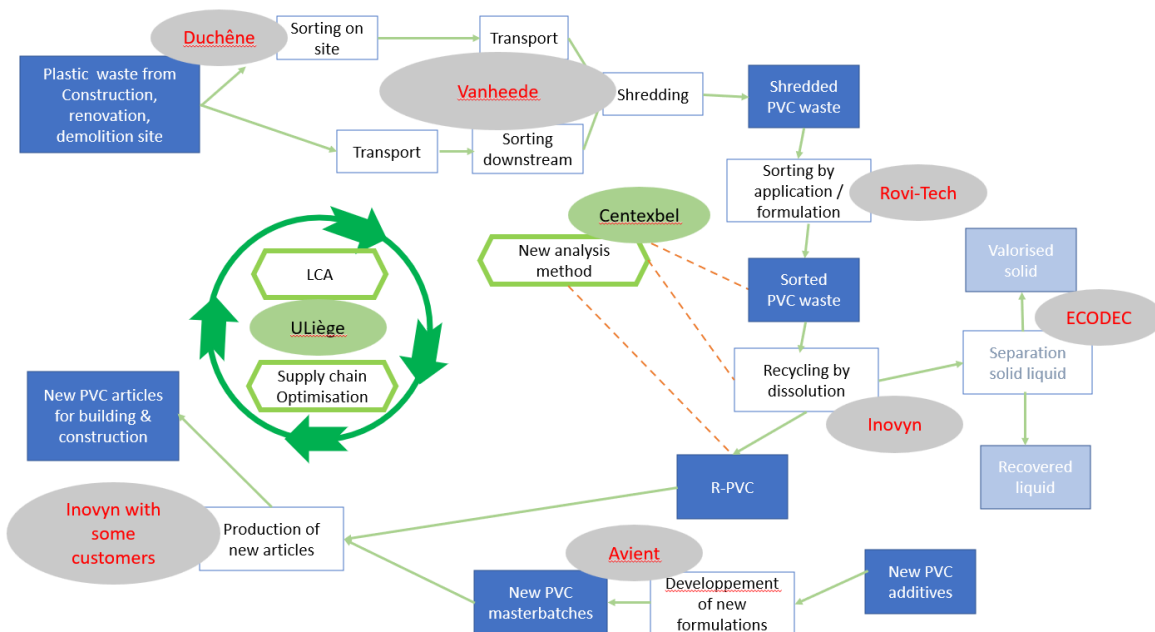 Duchêne
Sorting on
site
Transport
Plastic waste from
Construction,
renovation,
demolition site
Vanheede
Shredding
Shredded
PVC waste
Transport
Sorting
downstream
Sorting by
application /
formulation
Rovi-Tech
Centexbel
New analysis
method
LCA
ULiège
Supply chain
Optimisation
Sorted
PVC waste
Valorised
solid
ECODEC
Separation
solid liquid
Recycling by
dissolution
Inovyn
New PVC articles
for building &
construction
R-PVC
Recovered
liquid
Inovyn with
some
customers
Production of
new articles
Avient
New PVC
masterbatches
Developpement
of new
formulations
New PVC
additives